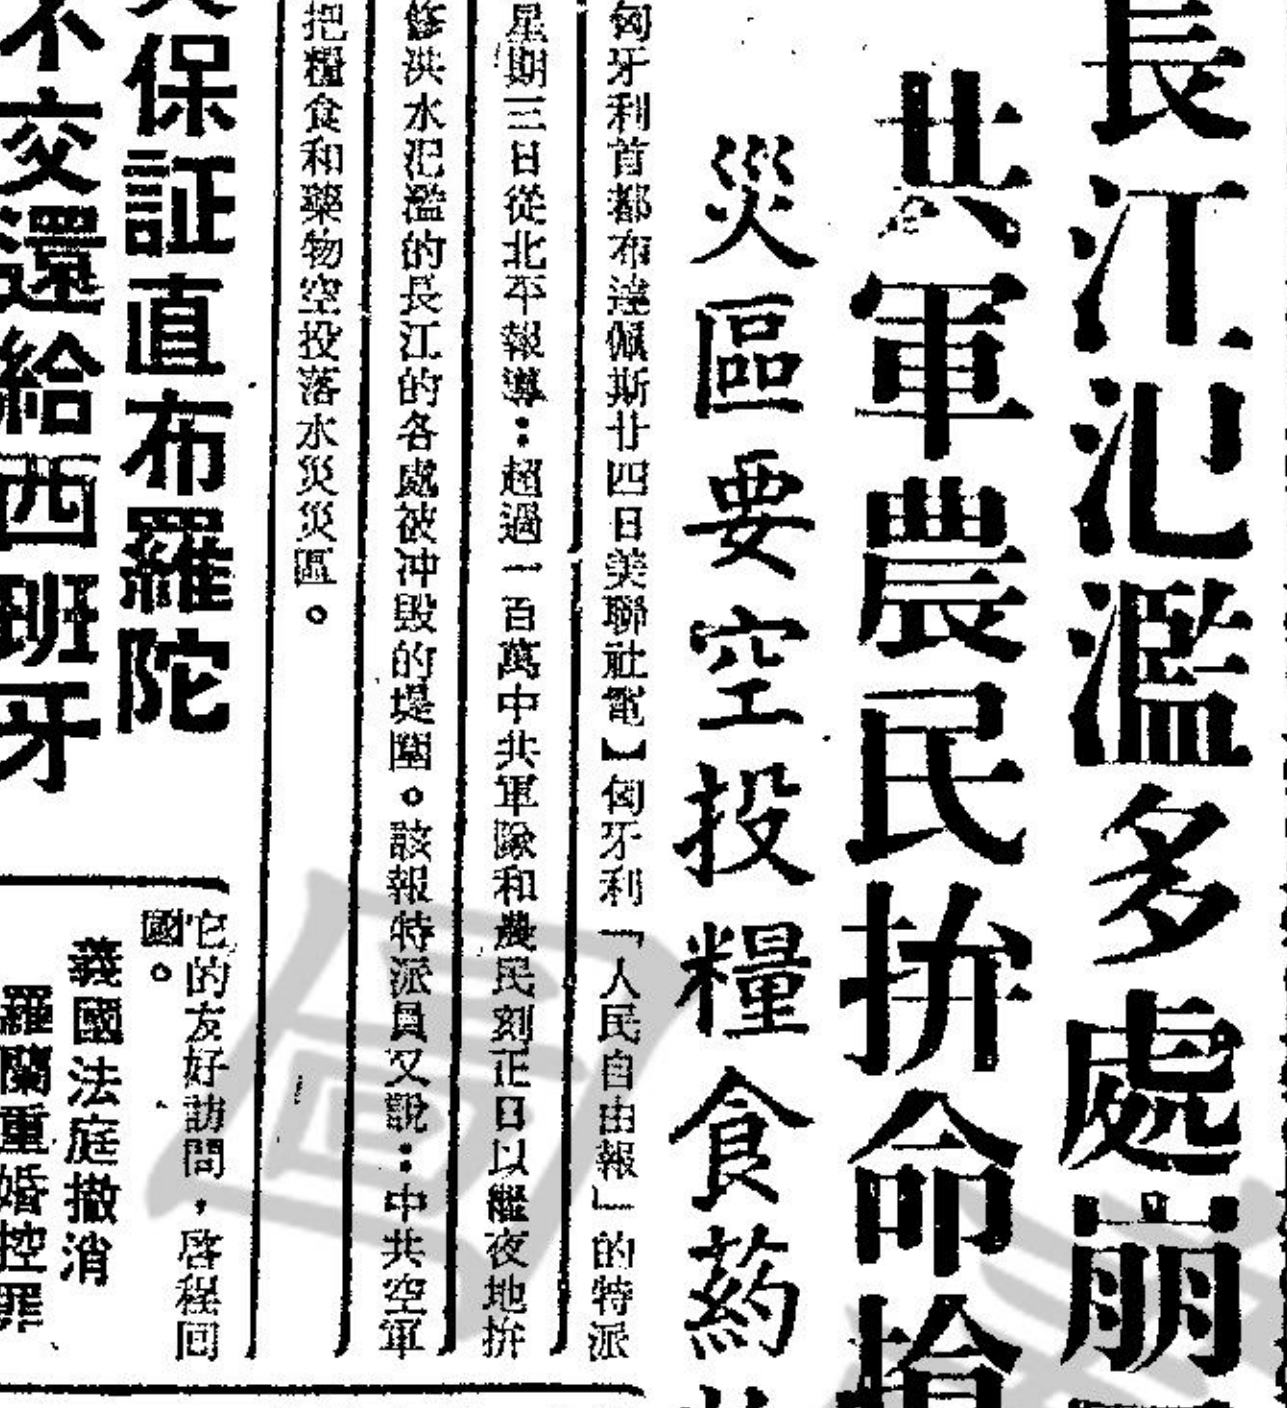 長江氾濫多處崩
共軍農民拚命搶
災區要空投糧食葯
匈牙利首都布達佩斯廿四日美聯社電】匈牙利「人民自由報」的特派
星期三日從北平報導：超過一百萬中共軍隊和農民刻正日以繼夜地拚
修洪水氾濫的長江的各處被冲毀的堤圍。該報特派員又說：中共空軍
把糧食和藥物空投落水災災區。
保証直布羅陀
不交還給西班牙
它的友好訪問，啓程回
國。
義國法庭撤消
羅蘭重婚控罪